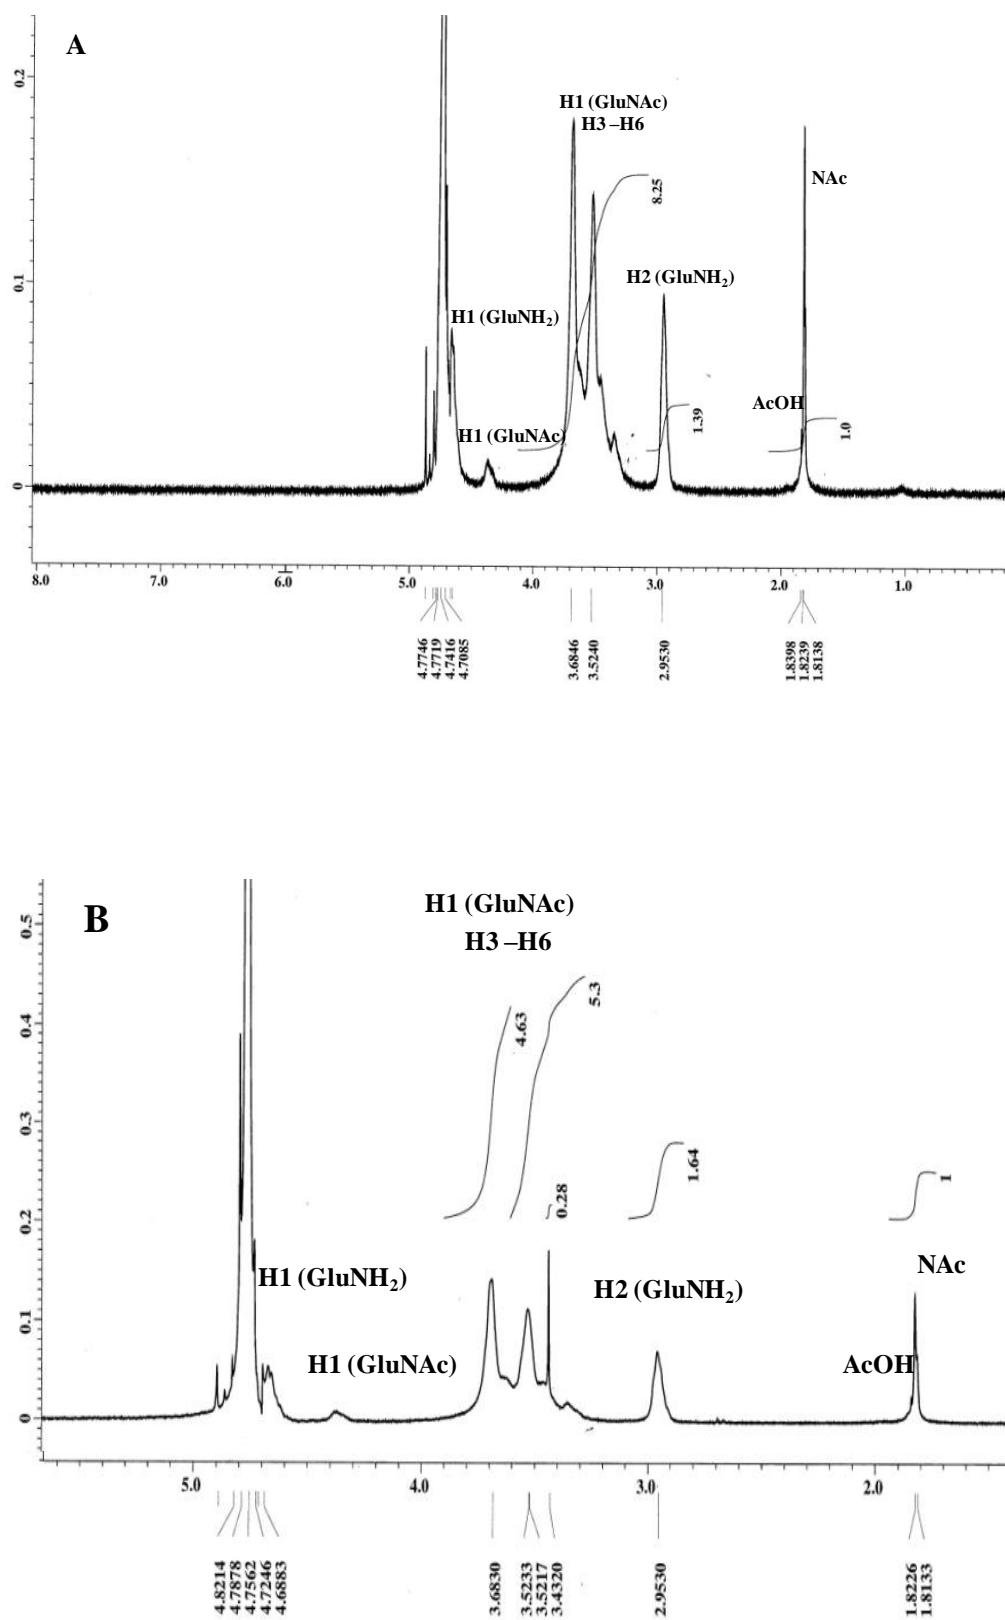 A
0.2
H1 (GluNAc)
H3 –H6
8.25
NAc
H2 (GluNH₂)
0.1
H1 (GluNH₂)
AcOH
1.39
1.0
H1 (GluNAc)
0
8.0 7.0 6.0 5.0 4.0 3.0 2.0 1.0
4.7746
4.7719
4.7416
4.7085
3.6846
3.5240
2.9530
1.8398
1.8239
1.8138
B
H1 (GluNAc)
H3 –H6
0.5
5.3
4.63
0.4
0.3
1.64
1
0.28
0.2
H1 (GluNH₂)
H2 (GluNH₂)
NAc
0.1
H1 (GluNAc)
AcOH
0
5.0 4.0 3.0 2.0
4.8214
4.7878
4.7562
4.7246
4.6883
3.6830
3.5233
3.5217
3.4320
2.9530
1.8226
1.8133